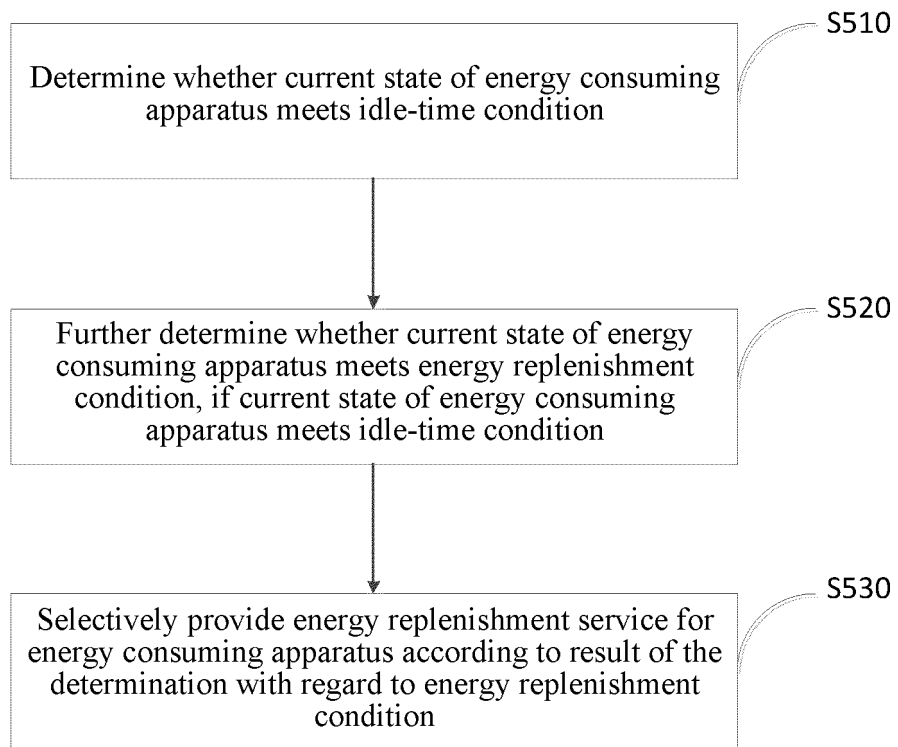 S510
Determine whether current state of energy consuming
apparatus meets idle-time condition
S520
Further determine whether current state of energy
consuming apparatus meets energy replenishment
condition, if current state of energy consuming
apparatus meets idle-time condition
S530
Selectively provide energy replenishment service for
energy consuming apparatus according to result of the
determination with regard to energy replenishment
condition